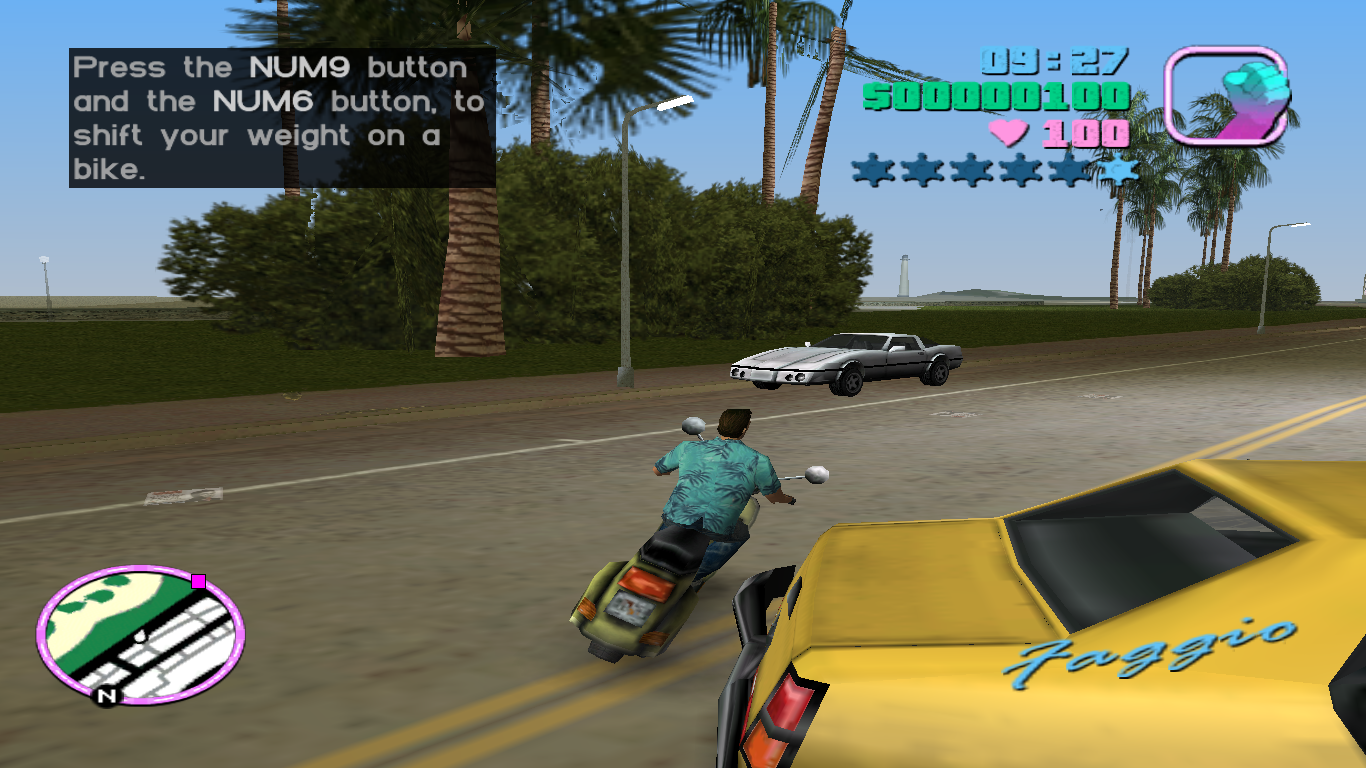 Press the NUM9 button
and the NUM6 button, to
shift your weight on a
bike.
09:27
$00000100
100
Faggio
N